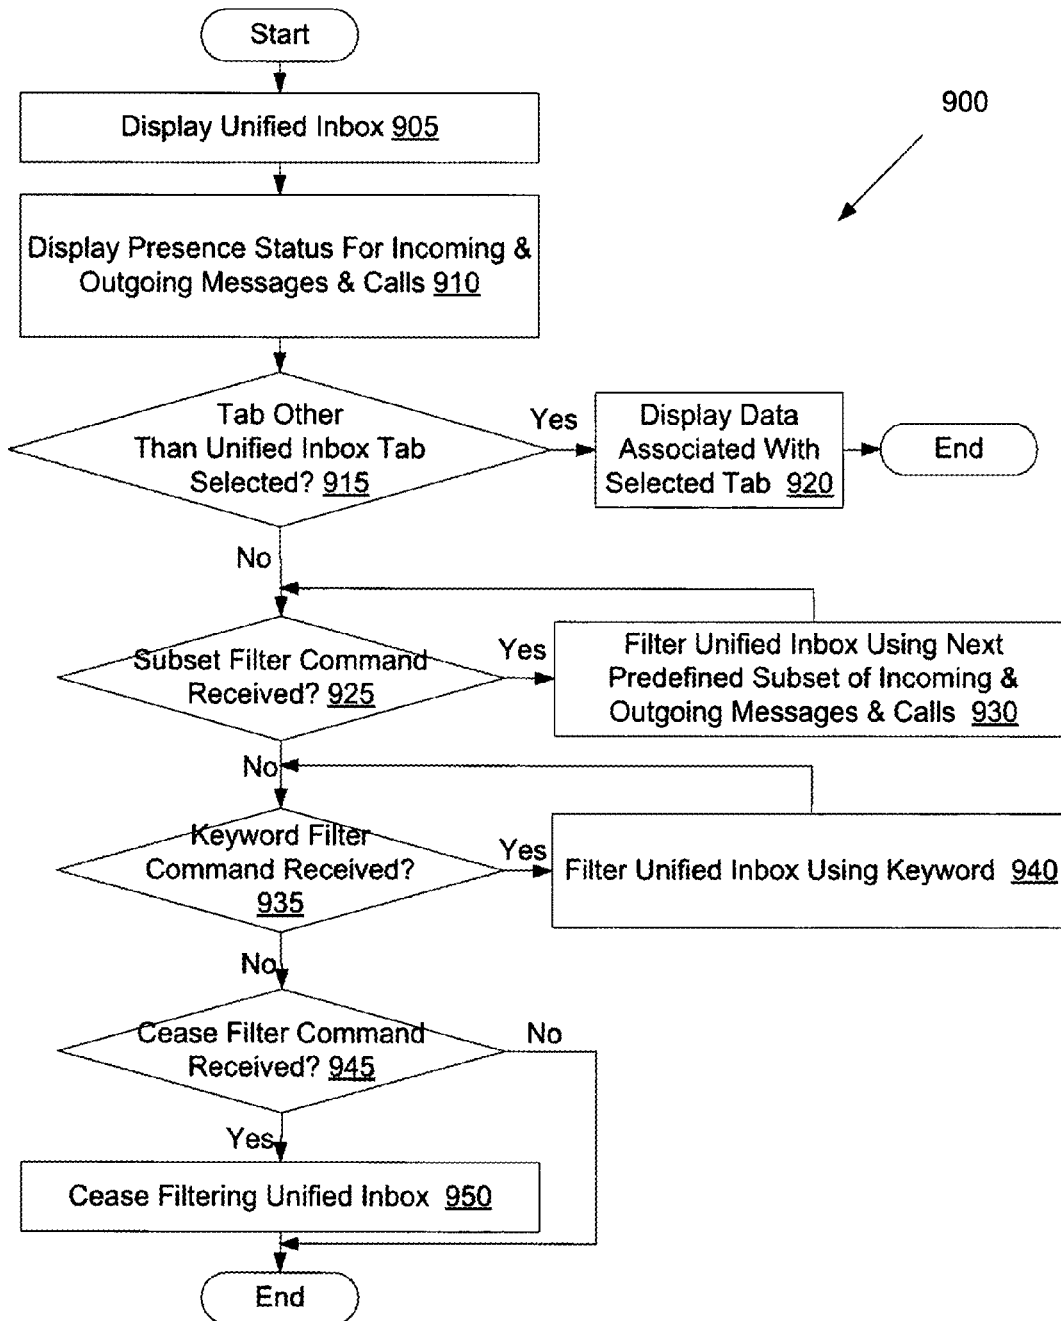 Start
900
Display Unified Inbox 905
Display Presence Status For Incoming &
Outgoing Messages & Calls 910
Tab Other
Than Unified Inbox Tab
Selected? 915
Yes
Display Data
Associated With
Selected Tab 920
End
No
Subset Filter Command
Received? 925
Yes
Filter Unified Inbox Using Next
Predefined Subset of Incoming &
Outgoing Messages & Calls 930
No
Keyword Filter
Command Received?
935
Yes
Filter Unified Inbox Using Keyword 940
No
Cease Filter Command
Received? 945
No
Yes
Cease Filtering Unified Inbox 950
End